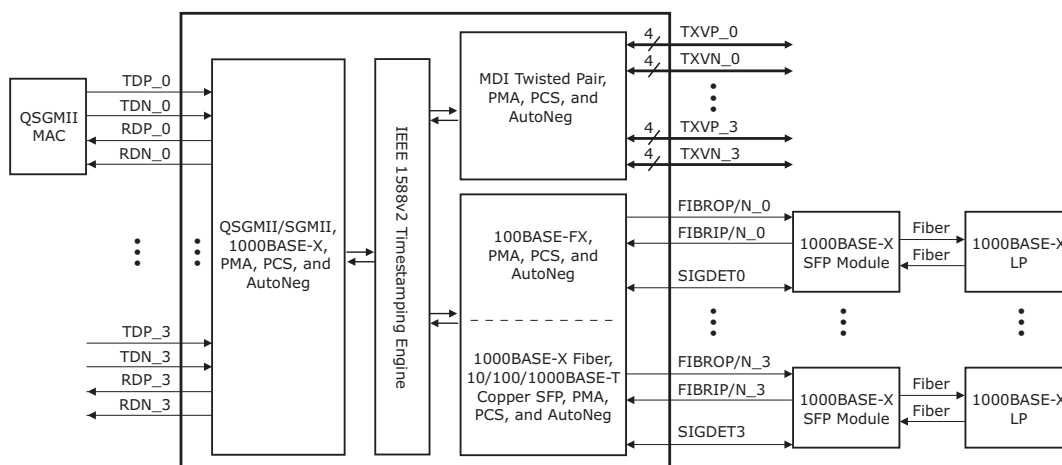 QSGMII
MAC
TDP_0
TDN_0
RDP_0
RDN_0
TDP_3
TDN_3
RDP_3
RDN_3
QSGMII/SGMII,
1000BASE-X,
PMA, PCS, and
AutoNeg
IEEE 1588v2 Timestamping Engine
MDI Twisted Pair,
PMA, PCS, and
AutoNeg
4 TXVP_0
4 TXVN_0
4 TXVP_3
4 TXVN_3
100BASE-FX,
PMA, PCS, and
AutoNeg
1000BASE-X Fiber,
10/100/1000BASE-T
Copper SFP, PMA,
PCS, and AutoNeg
FIBROP/N_0
FIBRIP/N_0
SIGDET0
1000BASE-X
SFP Module
Fiber
Fiber
1000BASE-X
LP
FIBROP/N_3
FIBRIP/N_3
SIGDET3
1000BASE-X
SFP Module
Fiber
Fiber
1000BASE-X
LP